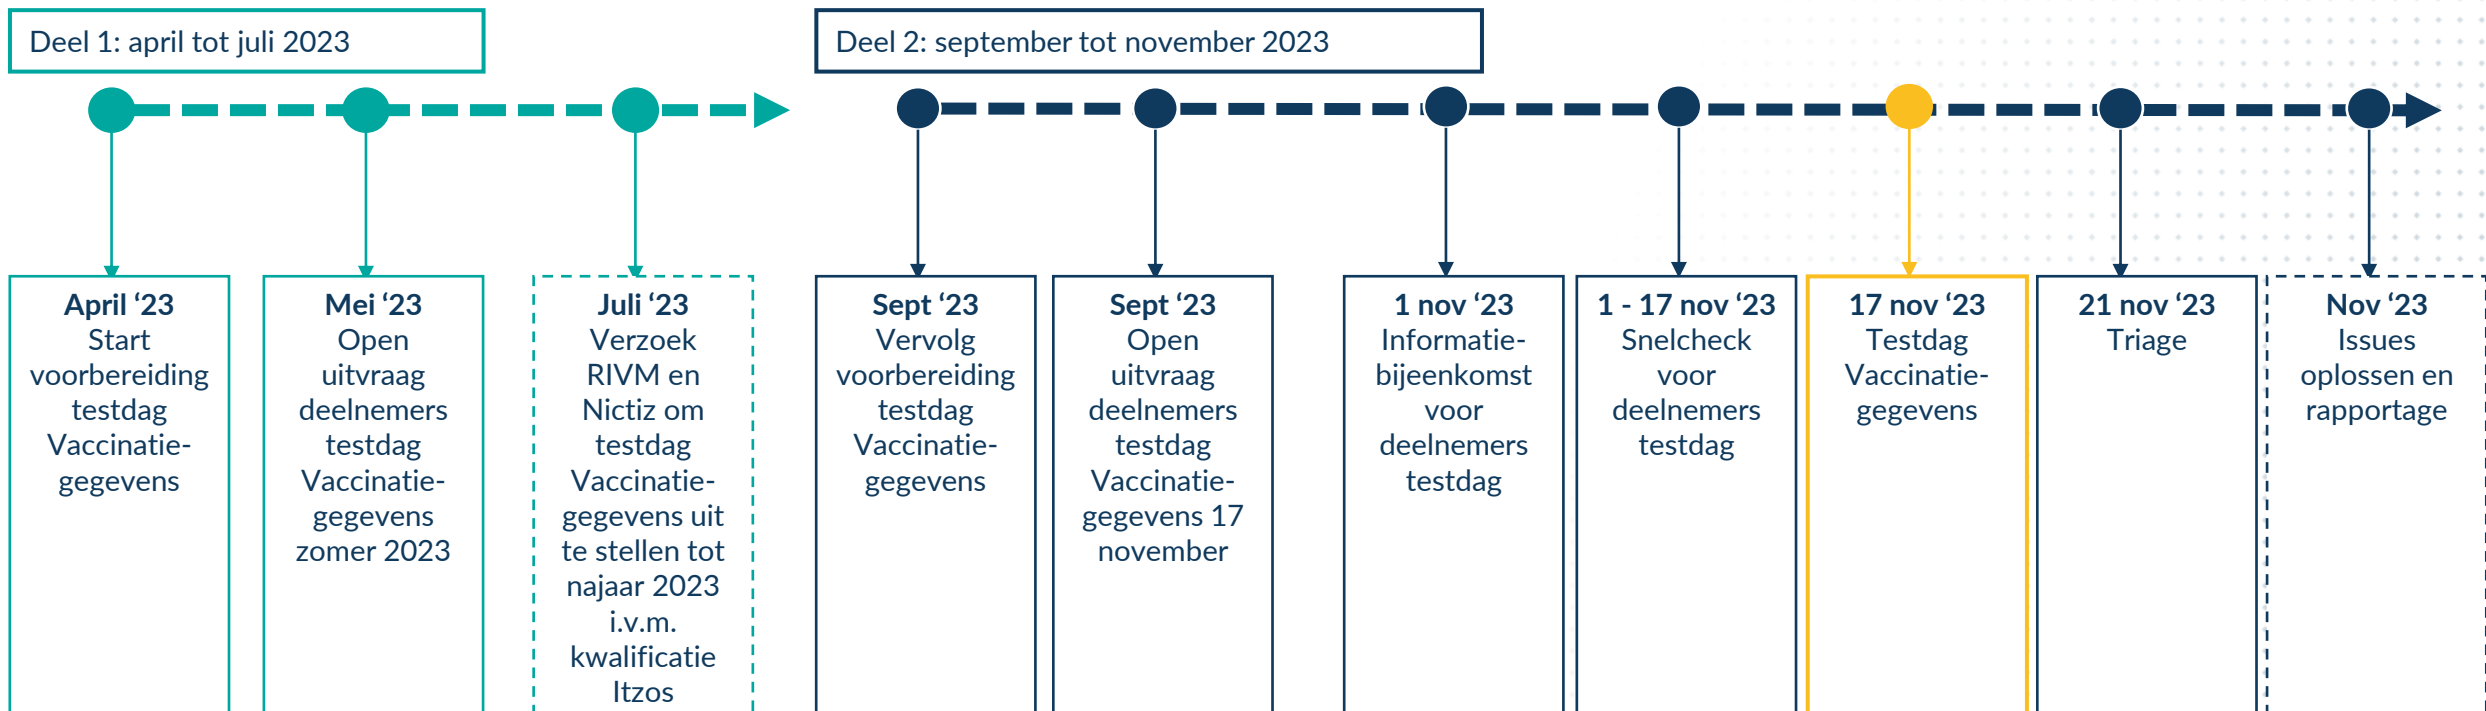 Deel 1: april tot juli 2023
Deel 2: september tot november 2023
April ‘23
Start
voorbereiding
testdag
Vaccinatie-
gegevens
Mei ‘23
Open
uitvraag
deelnemers
testdag
Vaccinatie-
gegevens
zomer 2023
Juli ‘23
Verzoek
RIVM en
Nictiz om
testdag
Vaccinatie-
gegevens uit
te stellen tot
najaar 2023
i.v.m.
kwalificatie
Itzos
Sept ‘23
Vervolg
voorbereiding
testdag
Vaccinatie-
gegevens
Sept ‘23
Open
uitvraag
deelnemers
testdag
Vaccinatie-
gegevens 17
november
1 nov ‘23
Informatie-
bijeenkomst
voor
deelnemers
testdag
1 - 17 nov ‘23
Snelcheck
voor
deelnemers
testdag
17 nov ‘23
Testdag
Vaccinatie-
gegevens
21 nov ‘23
Triage
Nov ‘23
Issues
oplossen en
rapportage